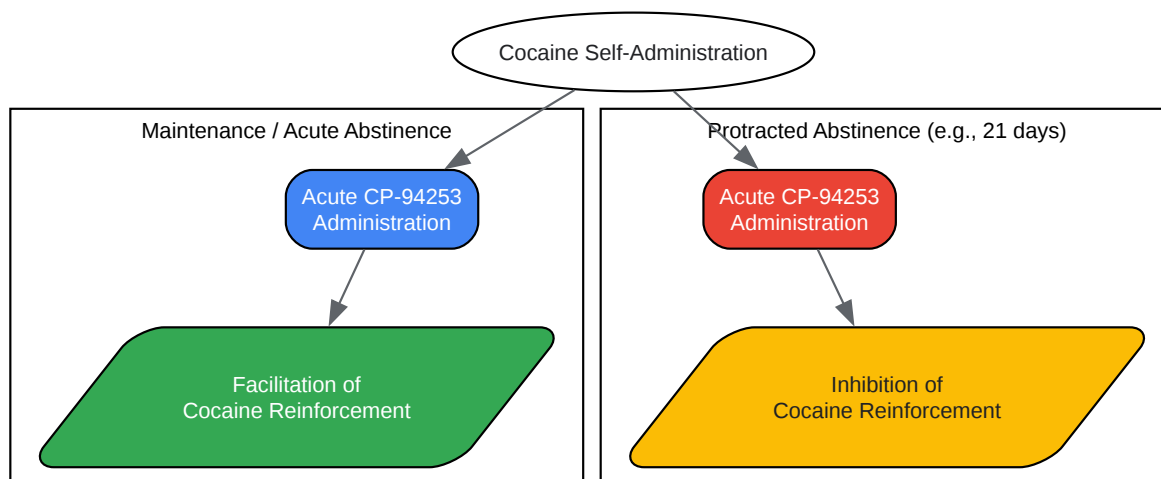 Cocaine Self-Administration
Maintenance / Acute Abstinence
Protracted Abstinence (e.g., 21 days)
Acute CP-94253
Administration
Acute CP-94253
Administration
Facilitation of
Cocaine Reinforcement
Inhibition of
Cocaine Reinforcement